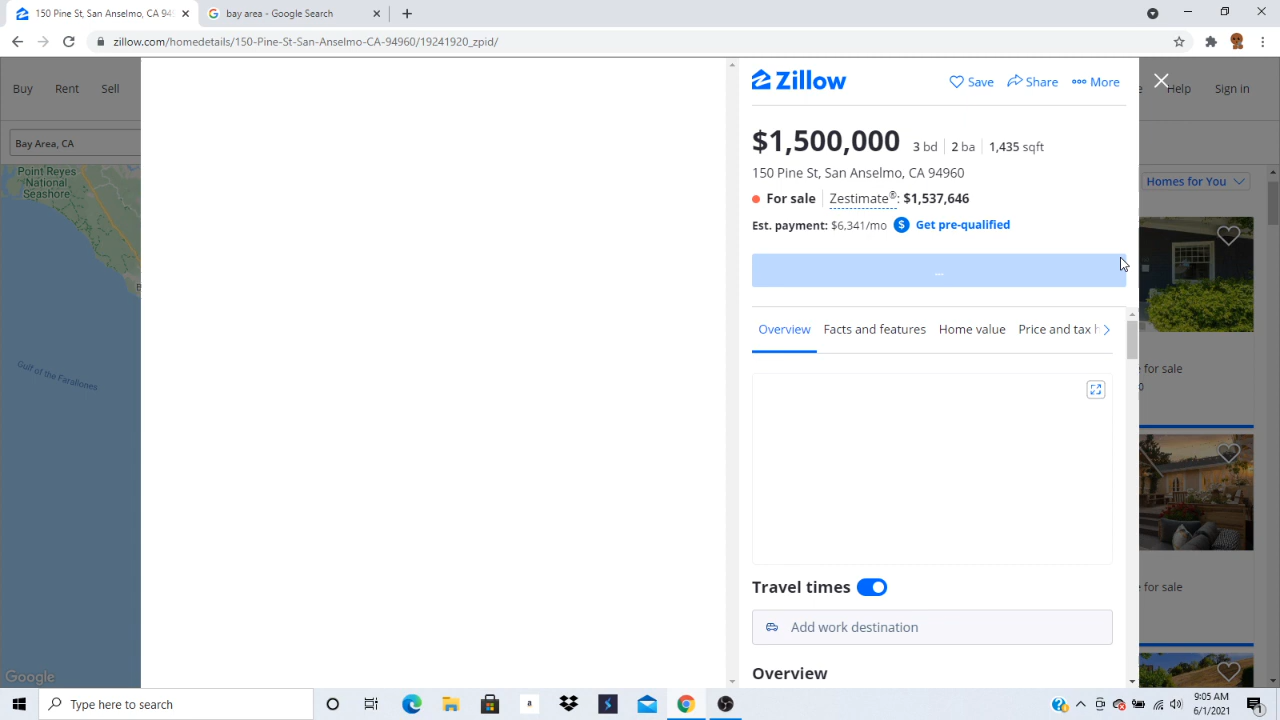 150 Pine St, San Anselmo, CA 94
bay area - Google Search
zillow.com/homedetails/150-Pine-St-San-Anselmo-CA-94960/19241920_zpid/
Buy Rent Sell
Help Sign in
Bay Area, CA
Point Reyes
National
Seashore
Gulf of the Farallones
Google
Zillow
Save Share More
$1,500,000 3 bd 2 ba 1,435 sqft
150 Pine St, San Anselmo, CA 94960
For sale Zestimate®: $1,537,646
Est. payment: $6,341/mo $ Get pre-qualified
...
Overview Facts and features Home value Price and tax h
Travel times
Add work destination
Overview
Homes for You
e for sale
0
e for sale
Type here to search
a
9:05 AM
6/1/2021
1